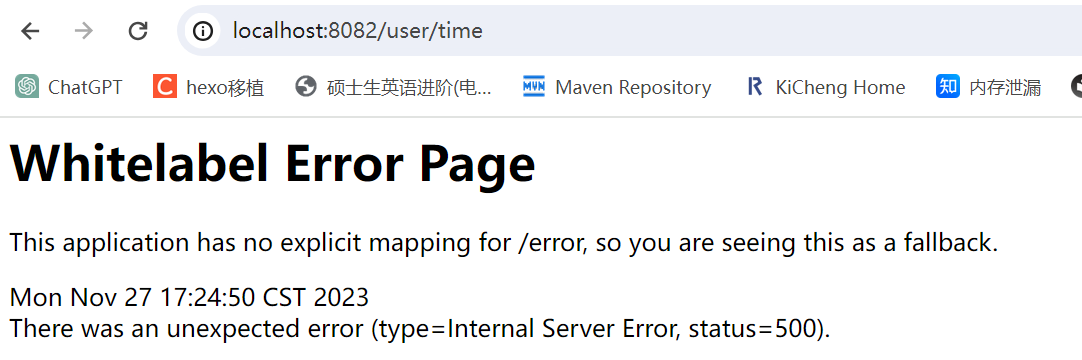 localhost:8082/user/time
ChatGPT hexo移植 硕士生英语进阶(电... Maven Repository KiCheng Home 内存泄漏
Whitelabel Error Page
This application has no explicit mapping for /error, so you are seeing this as a fallback.
Mon Nov 27 17:24:50 CST 2023
There was an unexpected error (type=Internal Server Error, status=500).